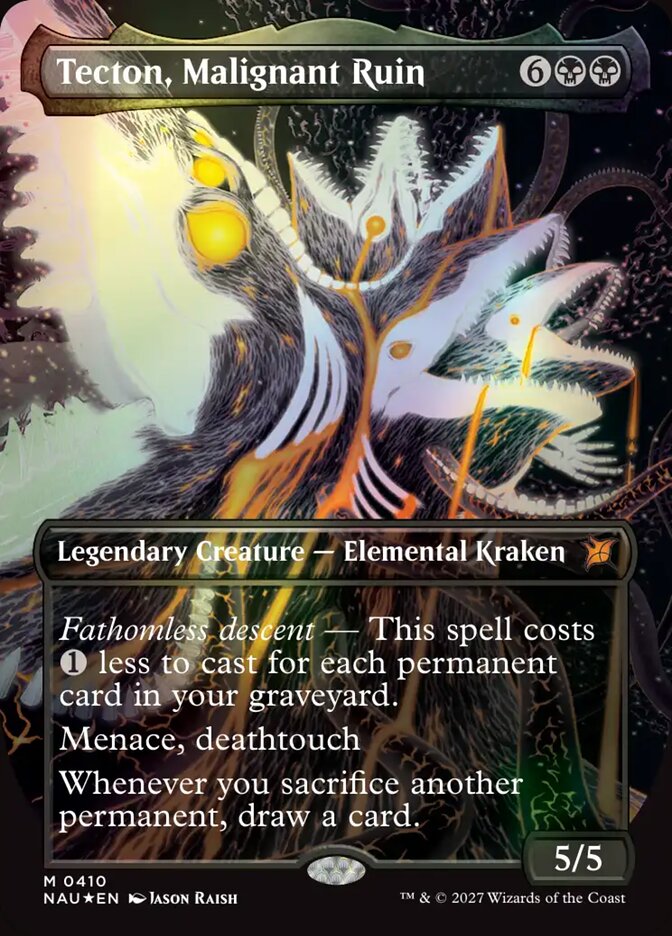 Tecton, Malignant Ruin 6
Legendary Creature — Elemental Kraken
Fathomless descent — This spell costs
1 less to cast for each permanent
card in your graveyard.
Menace, deathtouch
Whenever you sacrifice another
permanent, draw a card.
5/5
M 0410
NAU★EN Jason Raish
™ & © 2027 Wizards of the Coast